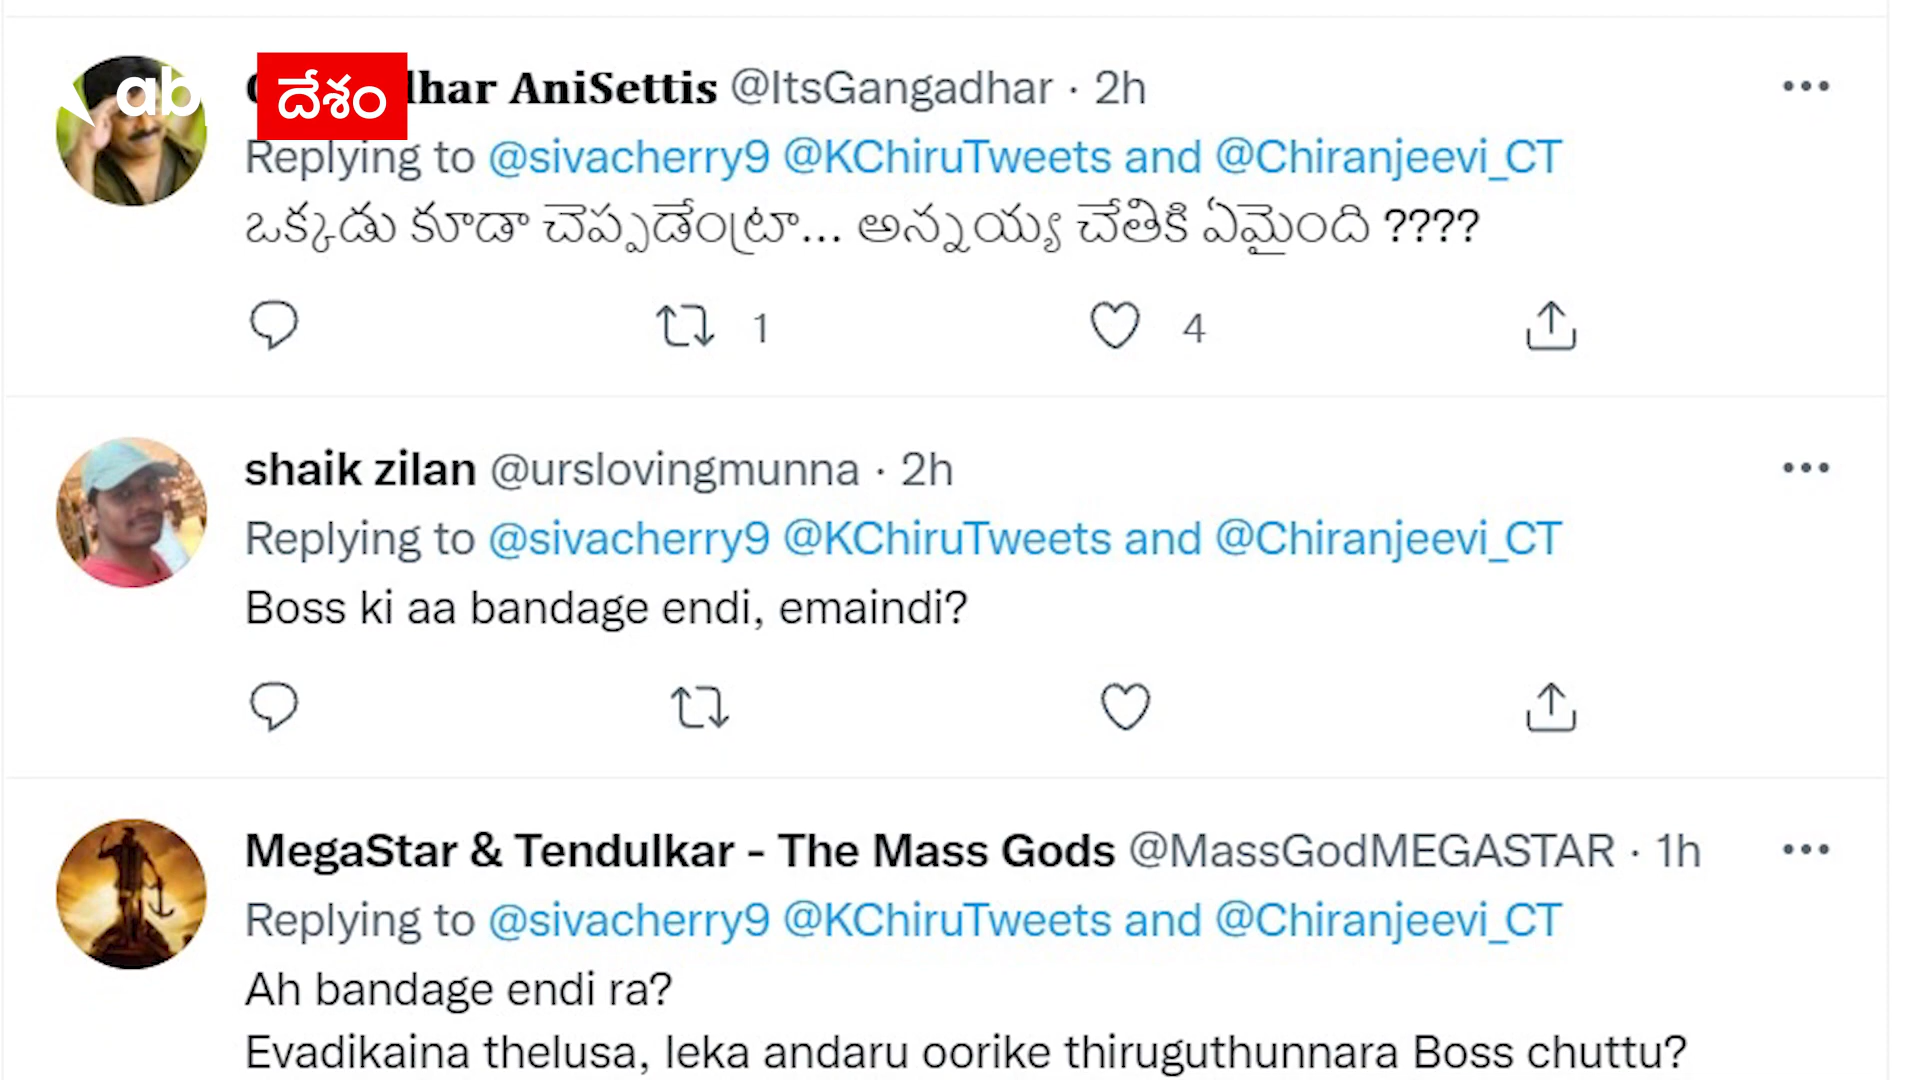 abp దేశం
lhar AniSettis @ItsGangadhar · 2h
Replying to @sivacherry9 @KChiruTweets and @Chiranjeevi_CT
ఒక్కడు కూడా చెప్పడేంట్రా... అన్నయ్య చేతికి ఏమైంది ????
1 4
shaik zilan @urslovingmunna · 2h
Replying to @sivacherry9 @KChiruTweets and @Chiranjeevi_CT
Boss ki aa bandage endi, emaindi?
MegaStar & Tendulkar - The Mass Gods @MassGodMEGASTAR · 1h
Replying to @sivacherry9 @KChiruTweets and @Chiranjeevi_CT
Ah bandage endi ra?
Evadikaina thelusa, leka andaru oorike thiruguthunnara Boss chuttu?